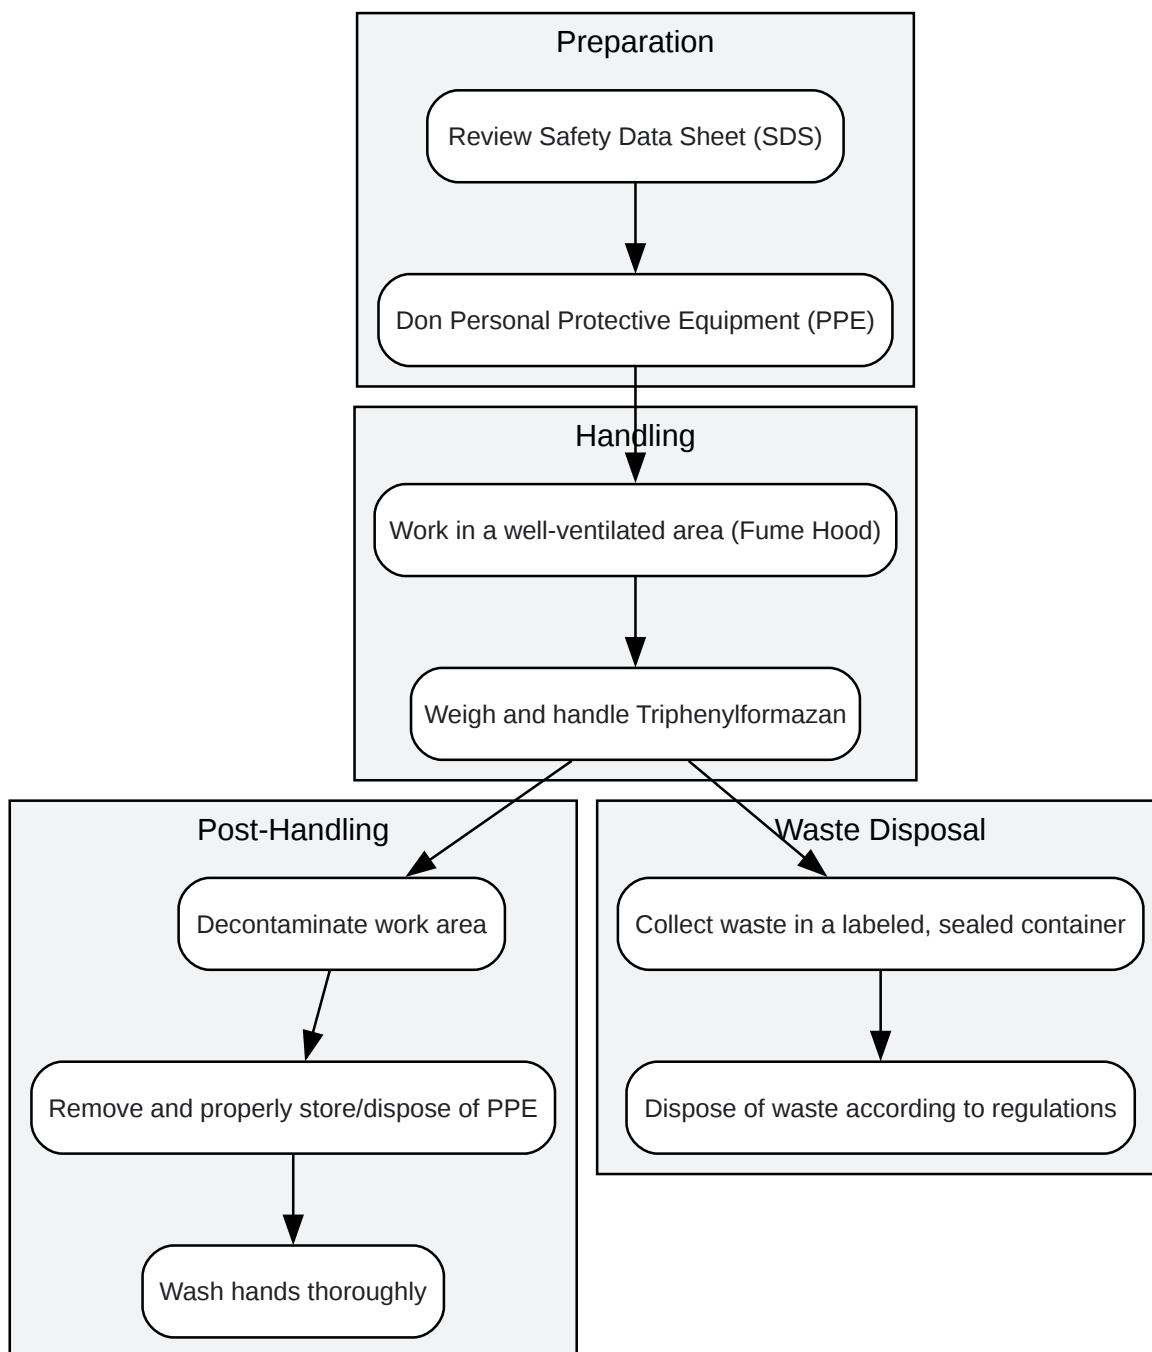 Preparation
Review Safety Data Sheet (SDS)
Don Personal Protective Equipment (PPE)
Handling
Work in a well-ventilated area (Fume Hood)
Weigh and handle Triphenylformazan
Post-Handling
Decontaminate work area
Remove and properly store/dispose of PPE
Wash hands thoroughly
Waste Disposal
Collect waste in a labeled, sealed container
Dispose of waste according to regulations